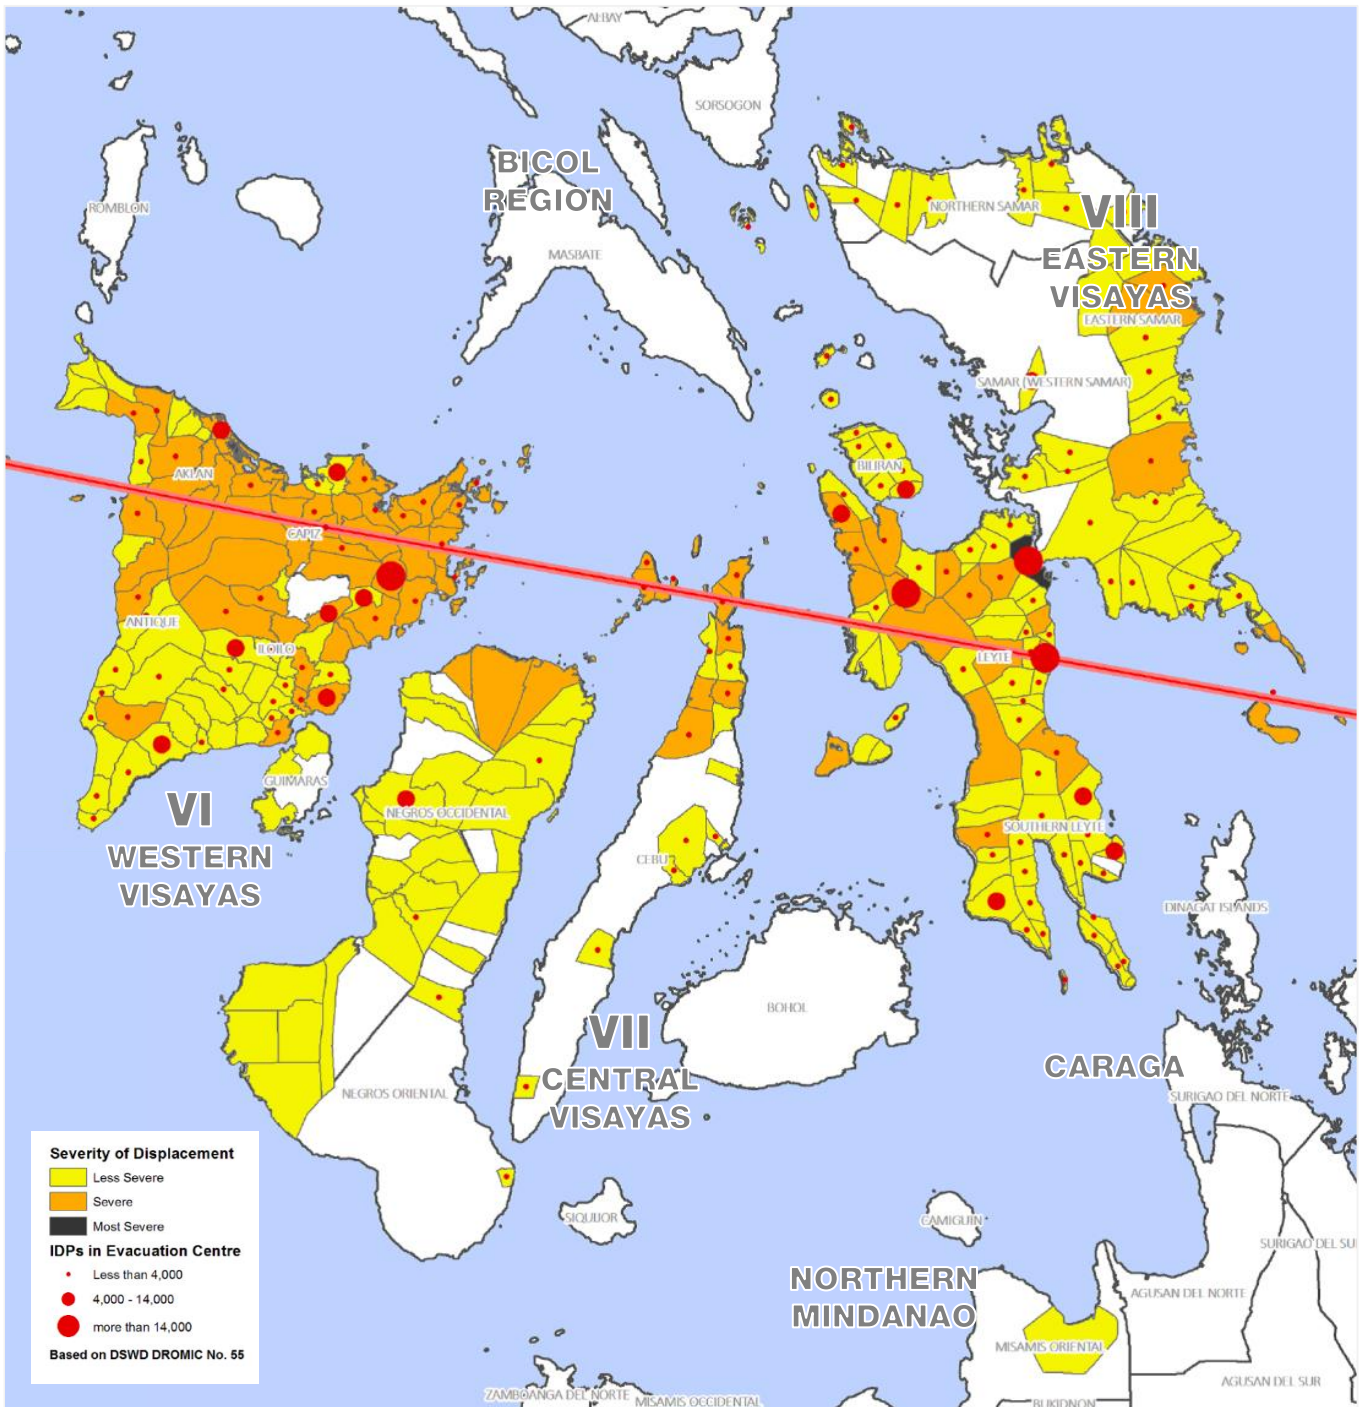 ALBAY
SORSOGON
BICOL
REGION
ROMBLON
MASBATE
NORTHERN SAMAR
VIII
EASTERN
VISAYAS
EASTERN SAMAR
SAMAR (WESTERN SAMAR)
BILIRAN
AKLAN
CAPIZ
ANTIQUE
ILOILO
LEYTE
GUIMARAS
VI
WESTERN
VISAYAS
NEGROS OCCIDENTAL
SOUTHERN LEYTE
CEBU
DINAGAT ISLANDS
BOHOL
VII
CENTRAL
VISAYAS
CARAGA
NEGROS ORIENTAL
SURIGAO DEL NORTE
SIQUIJOR
CAMIGUIN
SURIGAO DEL SU
NORTHERN
MINDANAO
AGUSAN DEL NORTE
MISAMIS ORIENTAL
AGUSAN DEL SUR
ZAMBOANGA DEL NORTE
MISAMIS OCCIDENTAL
BUKIDNON
Severity of Displacement
Less Severe
Severe
Most Severe
IDPs in Evacuation Centre
Less than 4,000
4,000 - 14,000
more than 14,000
Based on DSWD DROMIC No. 55